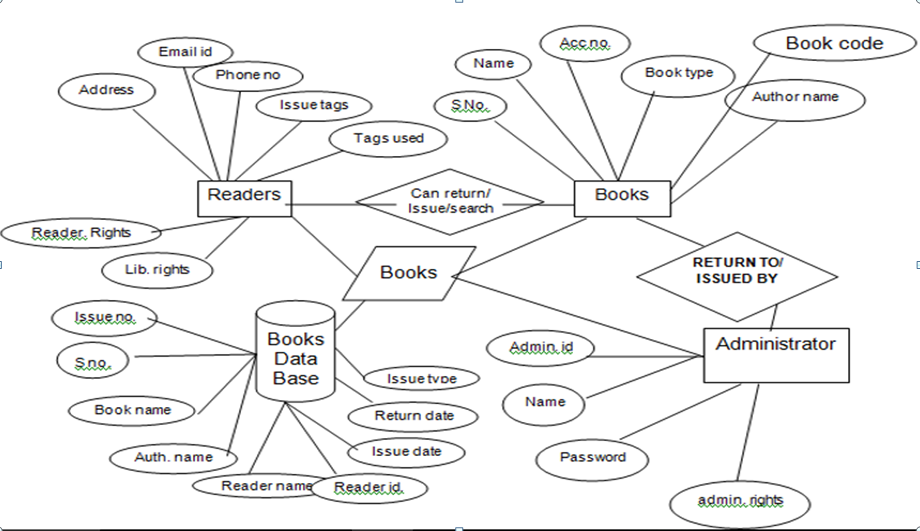 Email id
Acc no.
Book code
Name
Phone no
Book type
Address
Author name
Issue tags
S.No.
Tags used
Readers
Can return/
Issue/search
Books
Reader. Rights
Lib. rights
Books
RETURN TO/
ISSUED BY
Issue no.
Books
Data
Base
Administrator
S no.
Admin. id
Issue type
Book name
Return date
Name
Auth. name
Issue date
Password
Reader name
Reader id.
admin. rights